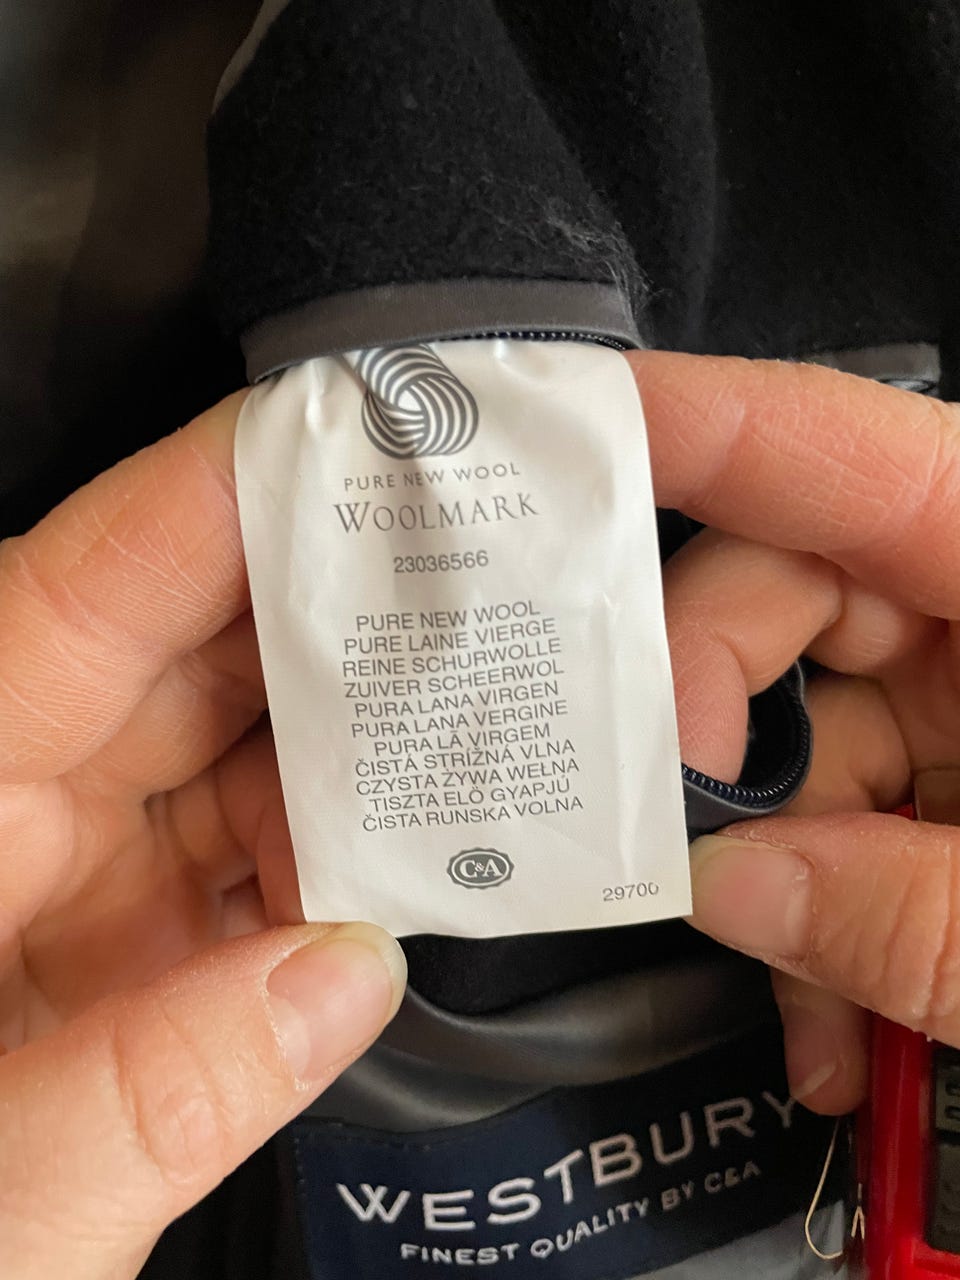 PURE NEW WOOL
WOOLMARK
23036566
PURE NEW WOOL
PURE LAINE VIERGE
REINE SCHURWOLLE
ZUIVER SCHEERWOL
PURA LANA VIRGEN
PURA LANA VERGINE
PURA LÃ VIRGEM
ČISTÁ STRÍŽNÁ VLNA
CZYSTA ŻYWA WEŁNA
TISZTA ELÖ GYAPJÚ
ČISTA RUNSKA VOLNA
C&A
29700
WESTBURY
FINEST QUALITY BY C&A